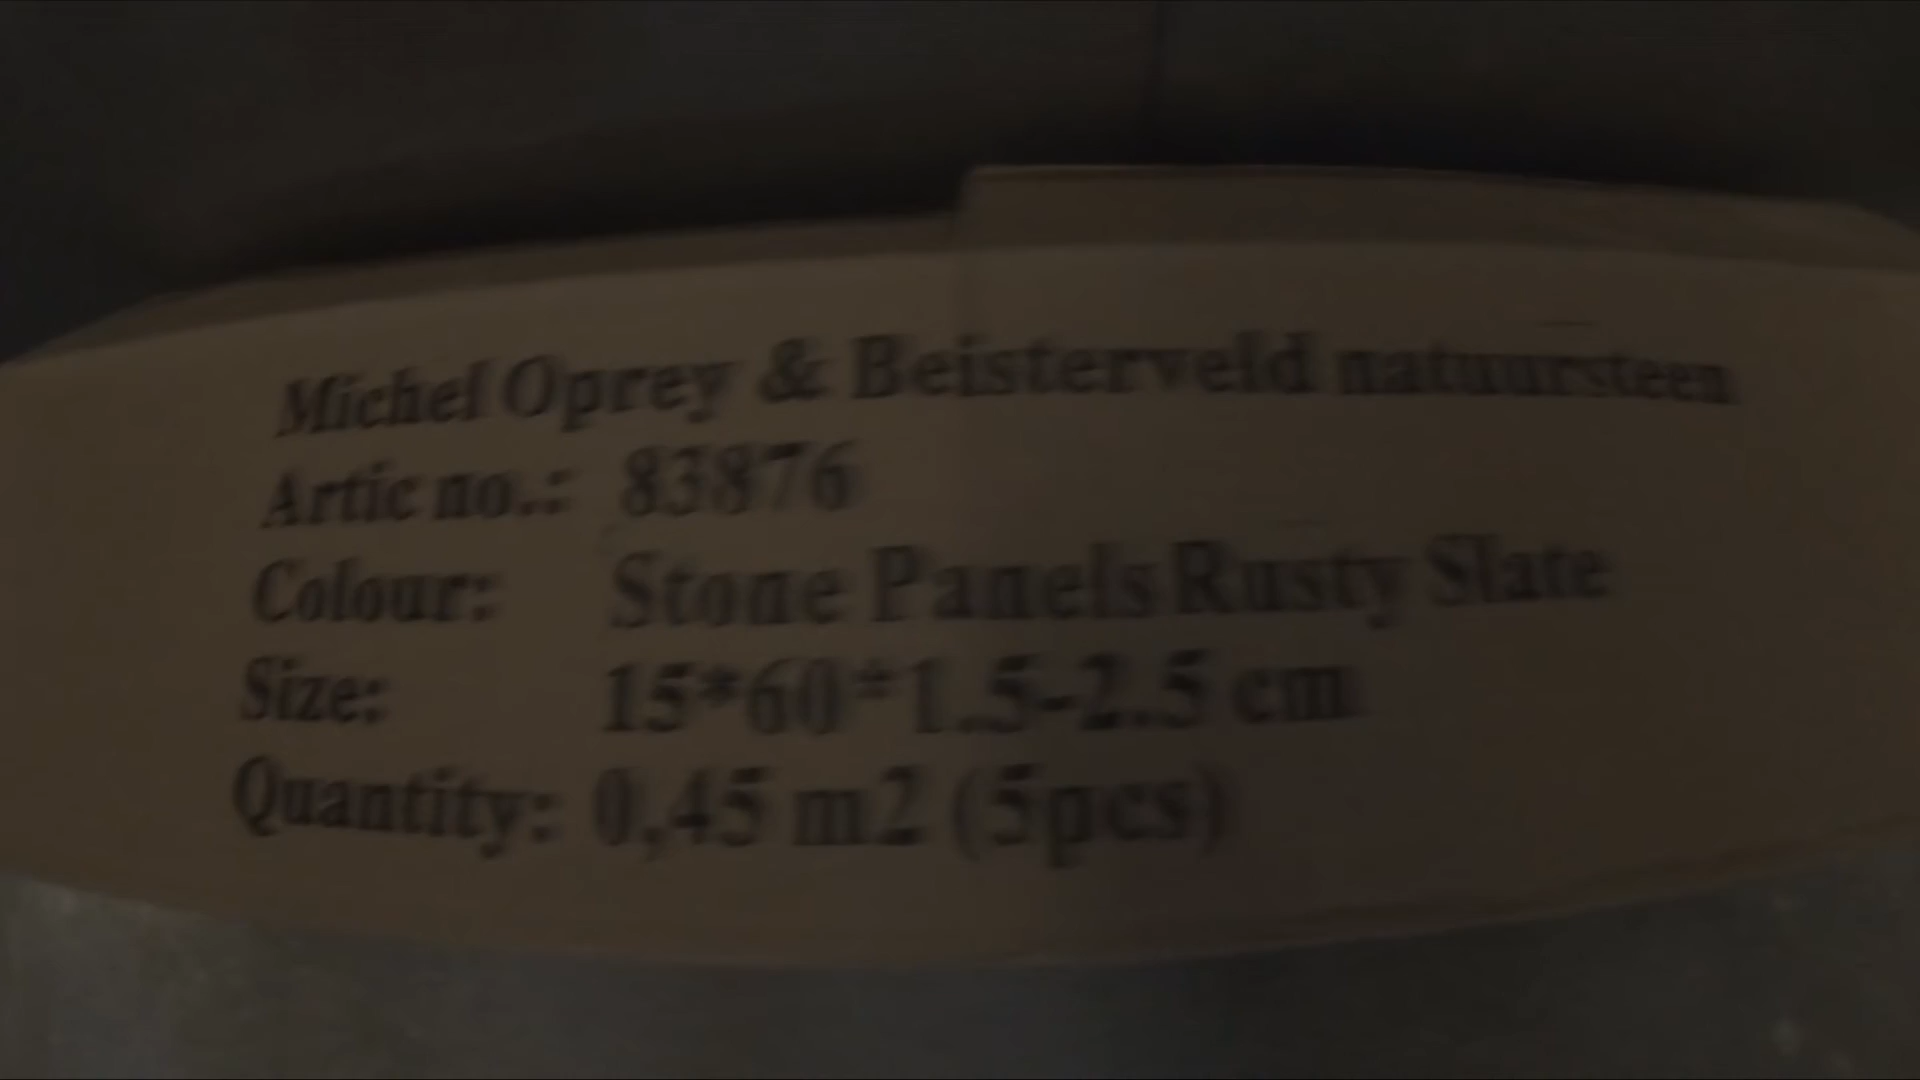 Michel Oprey & Beisterveld natuursteen
Artic no.: 83876
Colour: Stone Panels Rusty Slate
Size: 15*60*1.5-2.5 cm
Quantity: 0,45 m2 (5pcs)